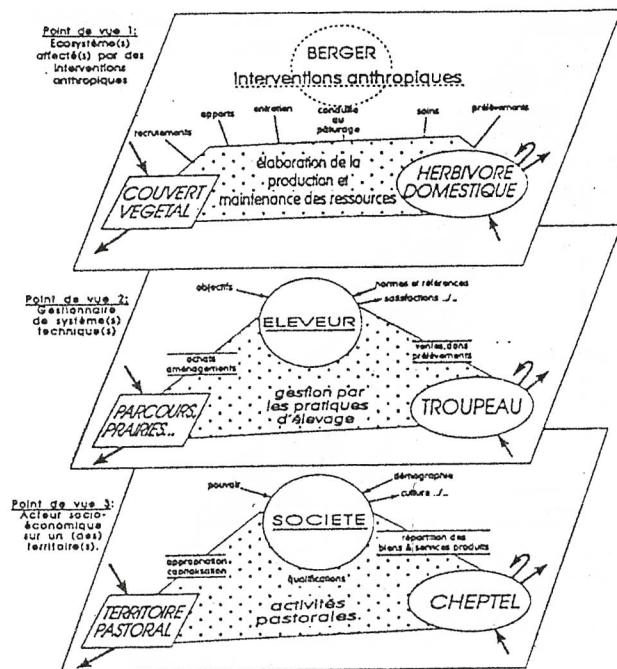 Point de vue 1:
Ecosystème(s)
affecté(s) par des
interventions
anthropiques
BERGER
Interventions anthropiques
recrutements
apports
entretien
conduite
au
pâturage
soins
prélèvements
élaboration de la
production et
maintenance des ressources
COUVERT
VEGETAL
HERBIVORE
DOMESTIQUE
Point de vue 2:
Gestionnaire
de système(s)
technique(s)
objectifs
normes et références
satisfactions ../..
ELEVEUR
achats
aménagements
ventes, dons
prélèvements
gestion par
les pratiques
d'élevage
PARCOURS,
PRAIRIES...
TROUPEAU
Point de vue 3:
Acteur socio-
économique
sur un (des)
territoire(s).
pouvoir
démographie
culture ../..
SOCIETE
appropriation
capitalisation
répartition des
biens & services produits
qualifications
activités
pastorales.
TERRITOIRE
PASTORAL
CHEPTEL